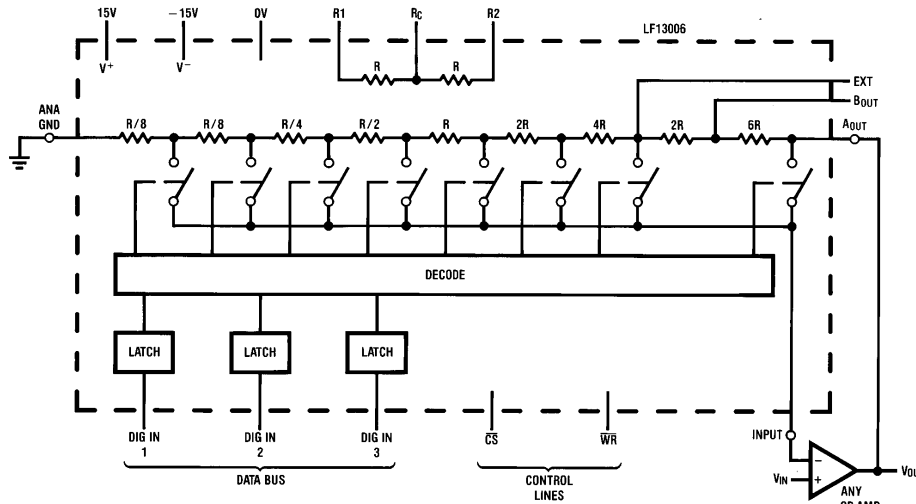 15V −15V 0V R1 RC R2
LF13006
V+ V−
R R
EXT
BOUT
AOUT
ANA
GND
R/8 R/8 R/4 R/2 R 2R 4R 2R 6R
DECODE
LATCH LATCH LATCH
DIG IN
1
DIG IN
2
DIG IN
3
CS WR
INPUT
DATA BUS
CONTROL
LINES
VIN
−
+
ANY